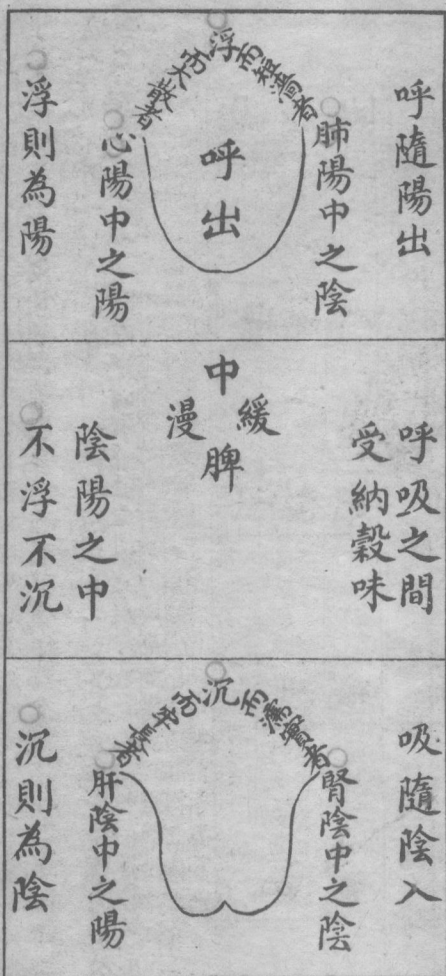 呼隨陽出
肺陽中之陰
浮而短濇者
而大散者
呼出
心陽中之陽
浮則為陽
呼吸之間
受納穀味
中
緩
漫
脾
陰陽之中
不浮不沉
吸隨陰入
腎陰中之陰
沉而濡實者
而牢長者
肝陰中之陽
沉則為陰